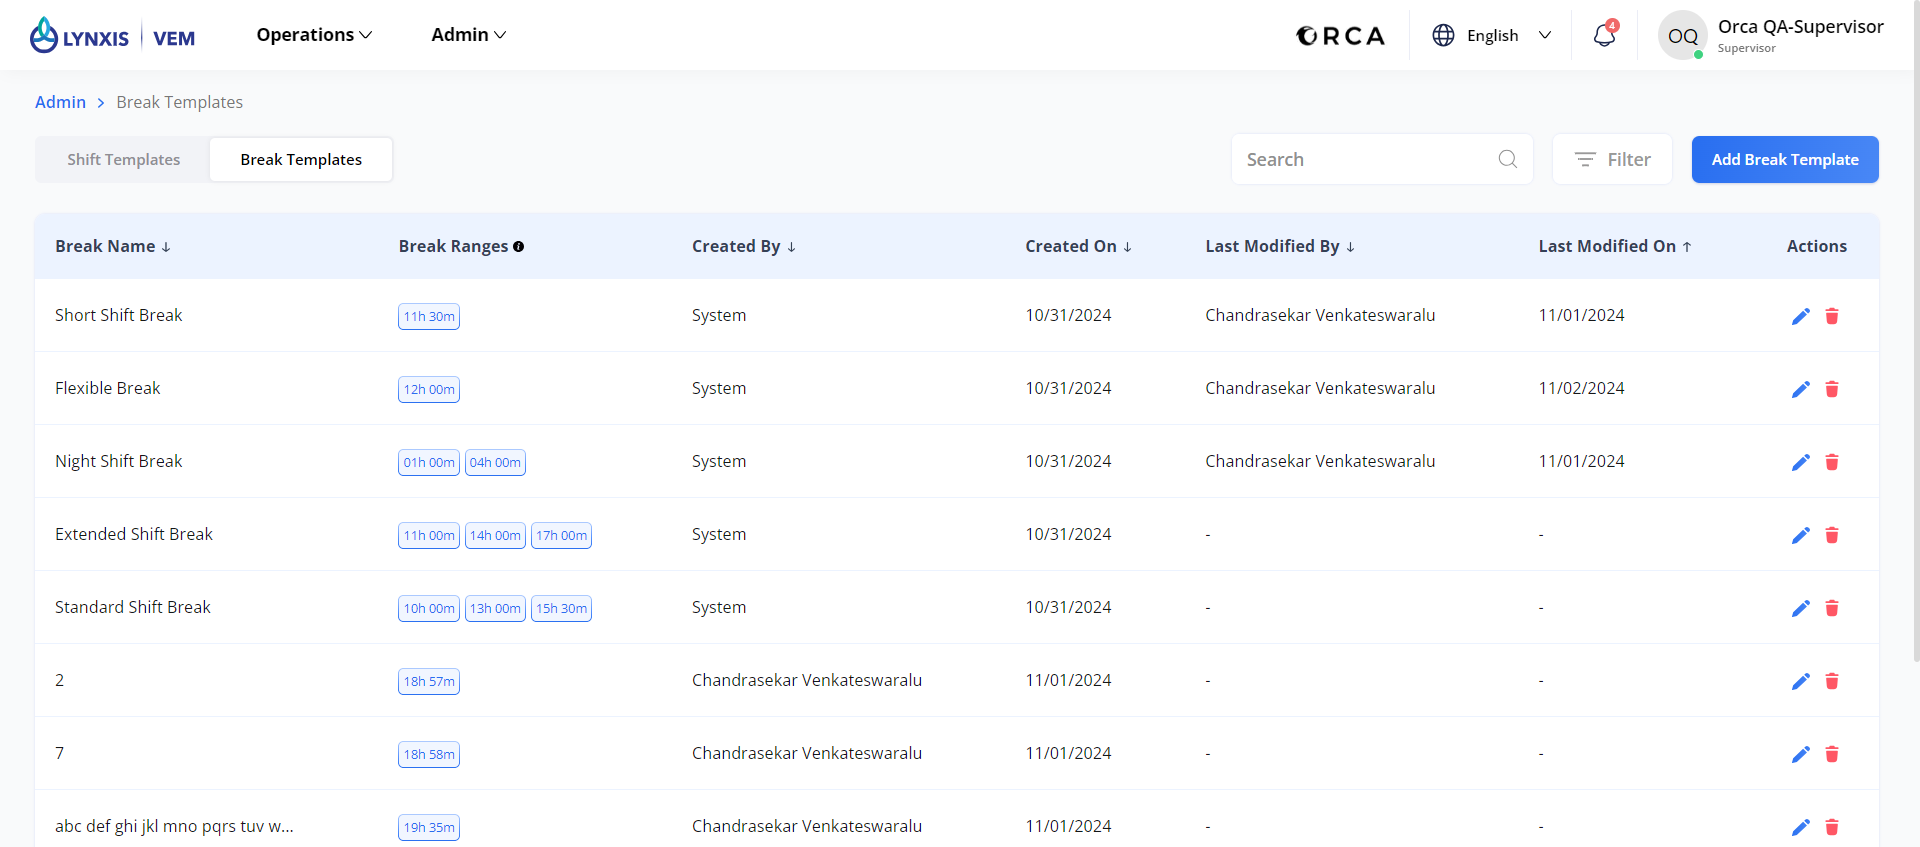 LYNXIS VEM Operations Admin ORCA English 4 OQ Orca QA-Supervisor
Supervisor
Admin > Break Templates
Shift Templates Break Templates Search Filter Add Break Template
Break Name ↓ Break Ranges Created By ↓ Created On ↓ Last Modified By ↓ Last Modified On ↑ Actions
Short Shift Break 11h 30m System 10/31/2024 Chandrasekar Venkateswaralu 11/01/2024
Flexible Break 12h 00m System 10/31/2024 Chandrasekar Venkateswaralu 11/02/2024
Night Shift Break 01h 00m 04h 00m System 10/31/2024 Chandrasekar Venkateswaralu 11/01/2024
Extended Shift Break 11h 00m 14h 00m 17h 00m System 10/31/2024 - -
Standard Shift Break 10h 00m 13h 00m 15h 30m System 10/31/2024 - -
2 18h 57m Chandrasekar Venkateswaralu 11/01/2024 - -
7 18h 58m Chandrasekar Venkateswaralu 11/01/2024 - -
abc def ghi jkl mno pqrs tuv w... 19h 35m Chandrasekar Venkateswaralu 11/01/2024 - -